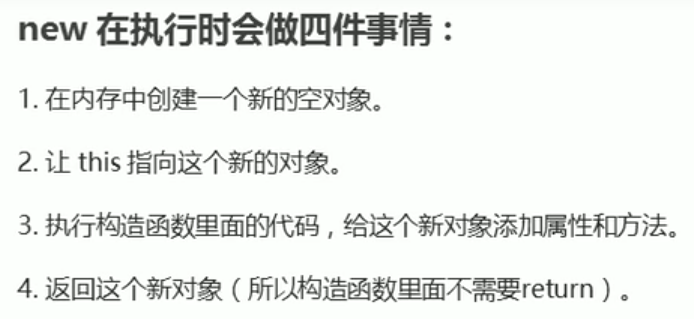 new 在执行时会做四件事情：
1. 在内存中创建一个新的空对象。
2. 让 this 指向这个新的对象。
3. 执行构造函数里面的代码，给这个新对象添加属性和方法。
4. 返回这个新对象（所以构造函数里面不需要return）。